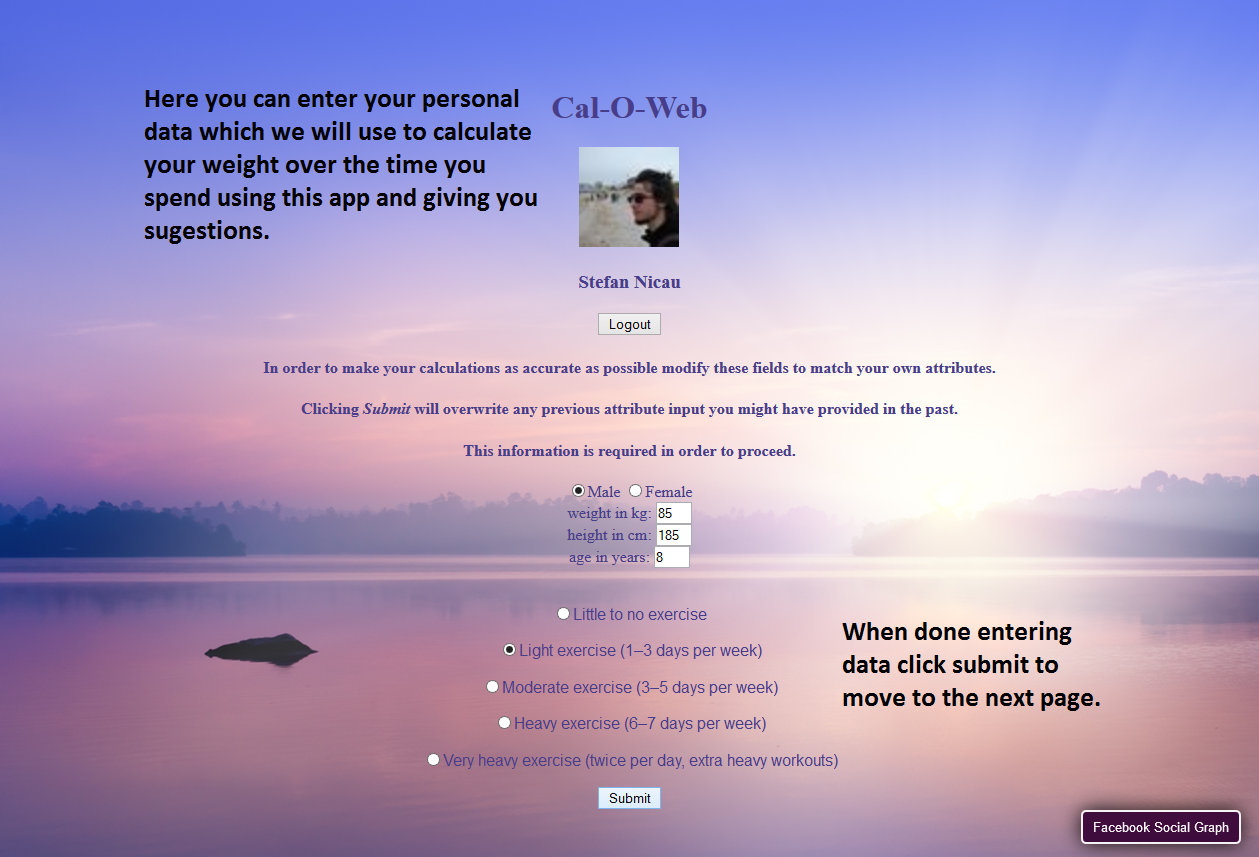 Here you can enter your personal
data which we will use to calculate
your weight over the time you
spend using this app and giving you
sugestions.
Cal-O-Web
Stefan Nicau
Logout
In order to make your calculations as accurate as possible modify these fields to match your own attributes.
Clicking Submit will overwrite any previous attribute input you might have provided in the past.
This information is required in order to proceed.
Male Female
weight in kg: 85
height in cm: 185
age in years: 8
Little to no exercise
Light exercise (1–3 days per week)
Moderate exercise (3–5 days per week)
Heavy exercise (6–7 days per week)
Very heavy exercise (twice per day, extra heavy workouts)
Submit
When done entering
data click submit to
move to the next page.
Facebook Social Graph